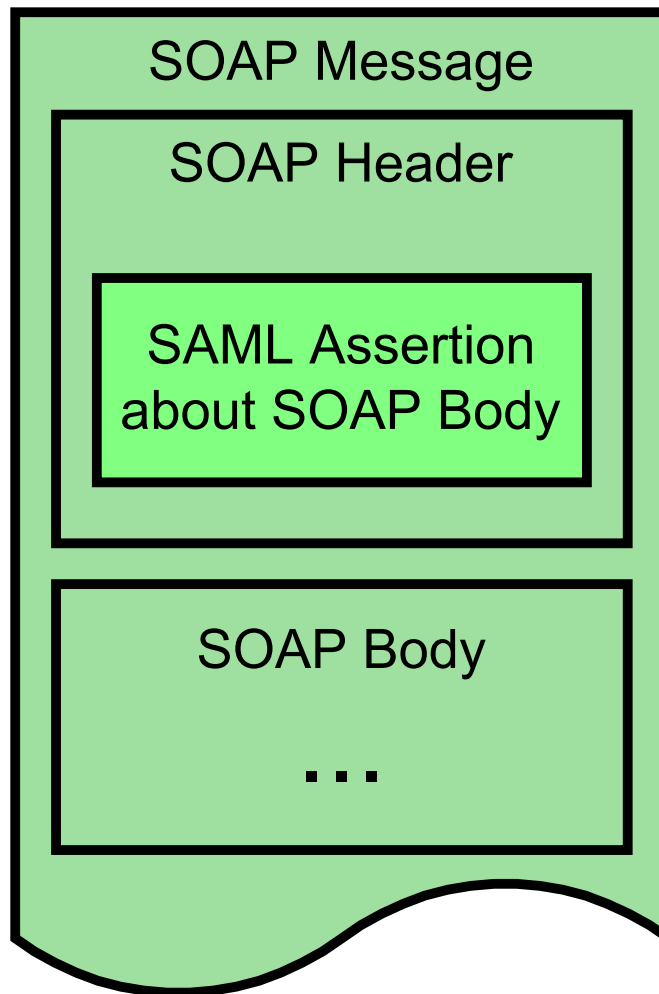 SOAP Message
SOAP Header
SAML Assertion
about SOAP Body
SOAP Body
...